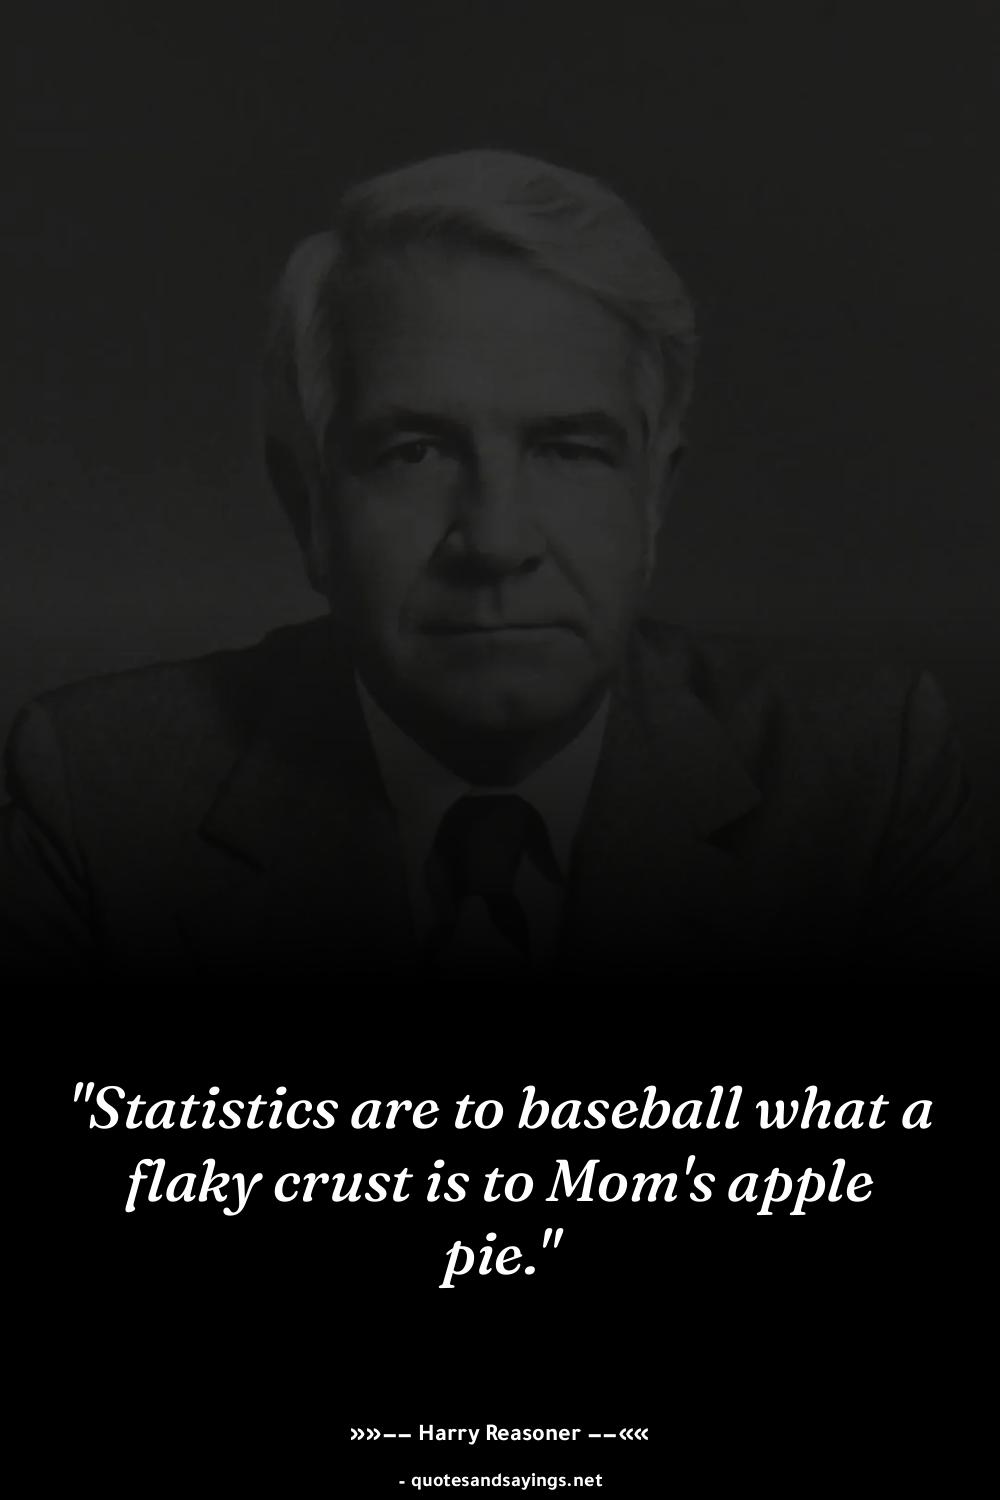 "Statistics are to baseball what a
flaky crust is to Mom's apple
pie."
»»−− Harry Reasoner −−««
- quotesandsayings.net